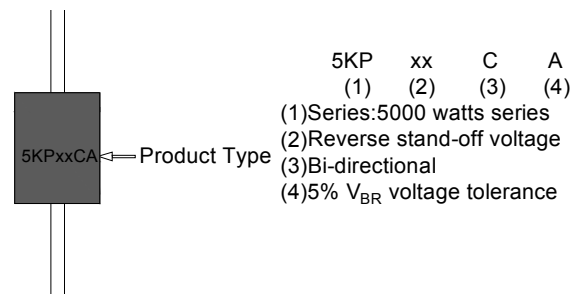 5KPxxCA
Product Type
5KP xx C A
(1) (2) (3) (4)
(1)Series:5000 watts series
(2)Reverse stand-off voltage
(3)Bi-directional
(4)5% VBR voltage tolerance